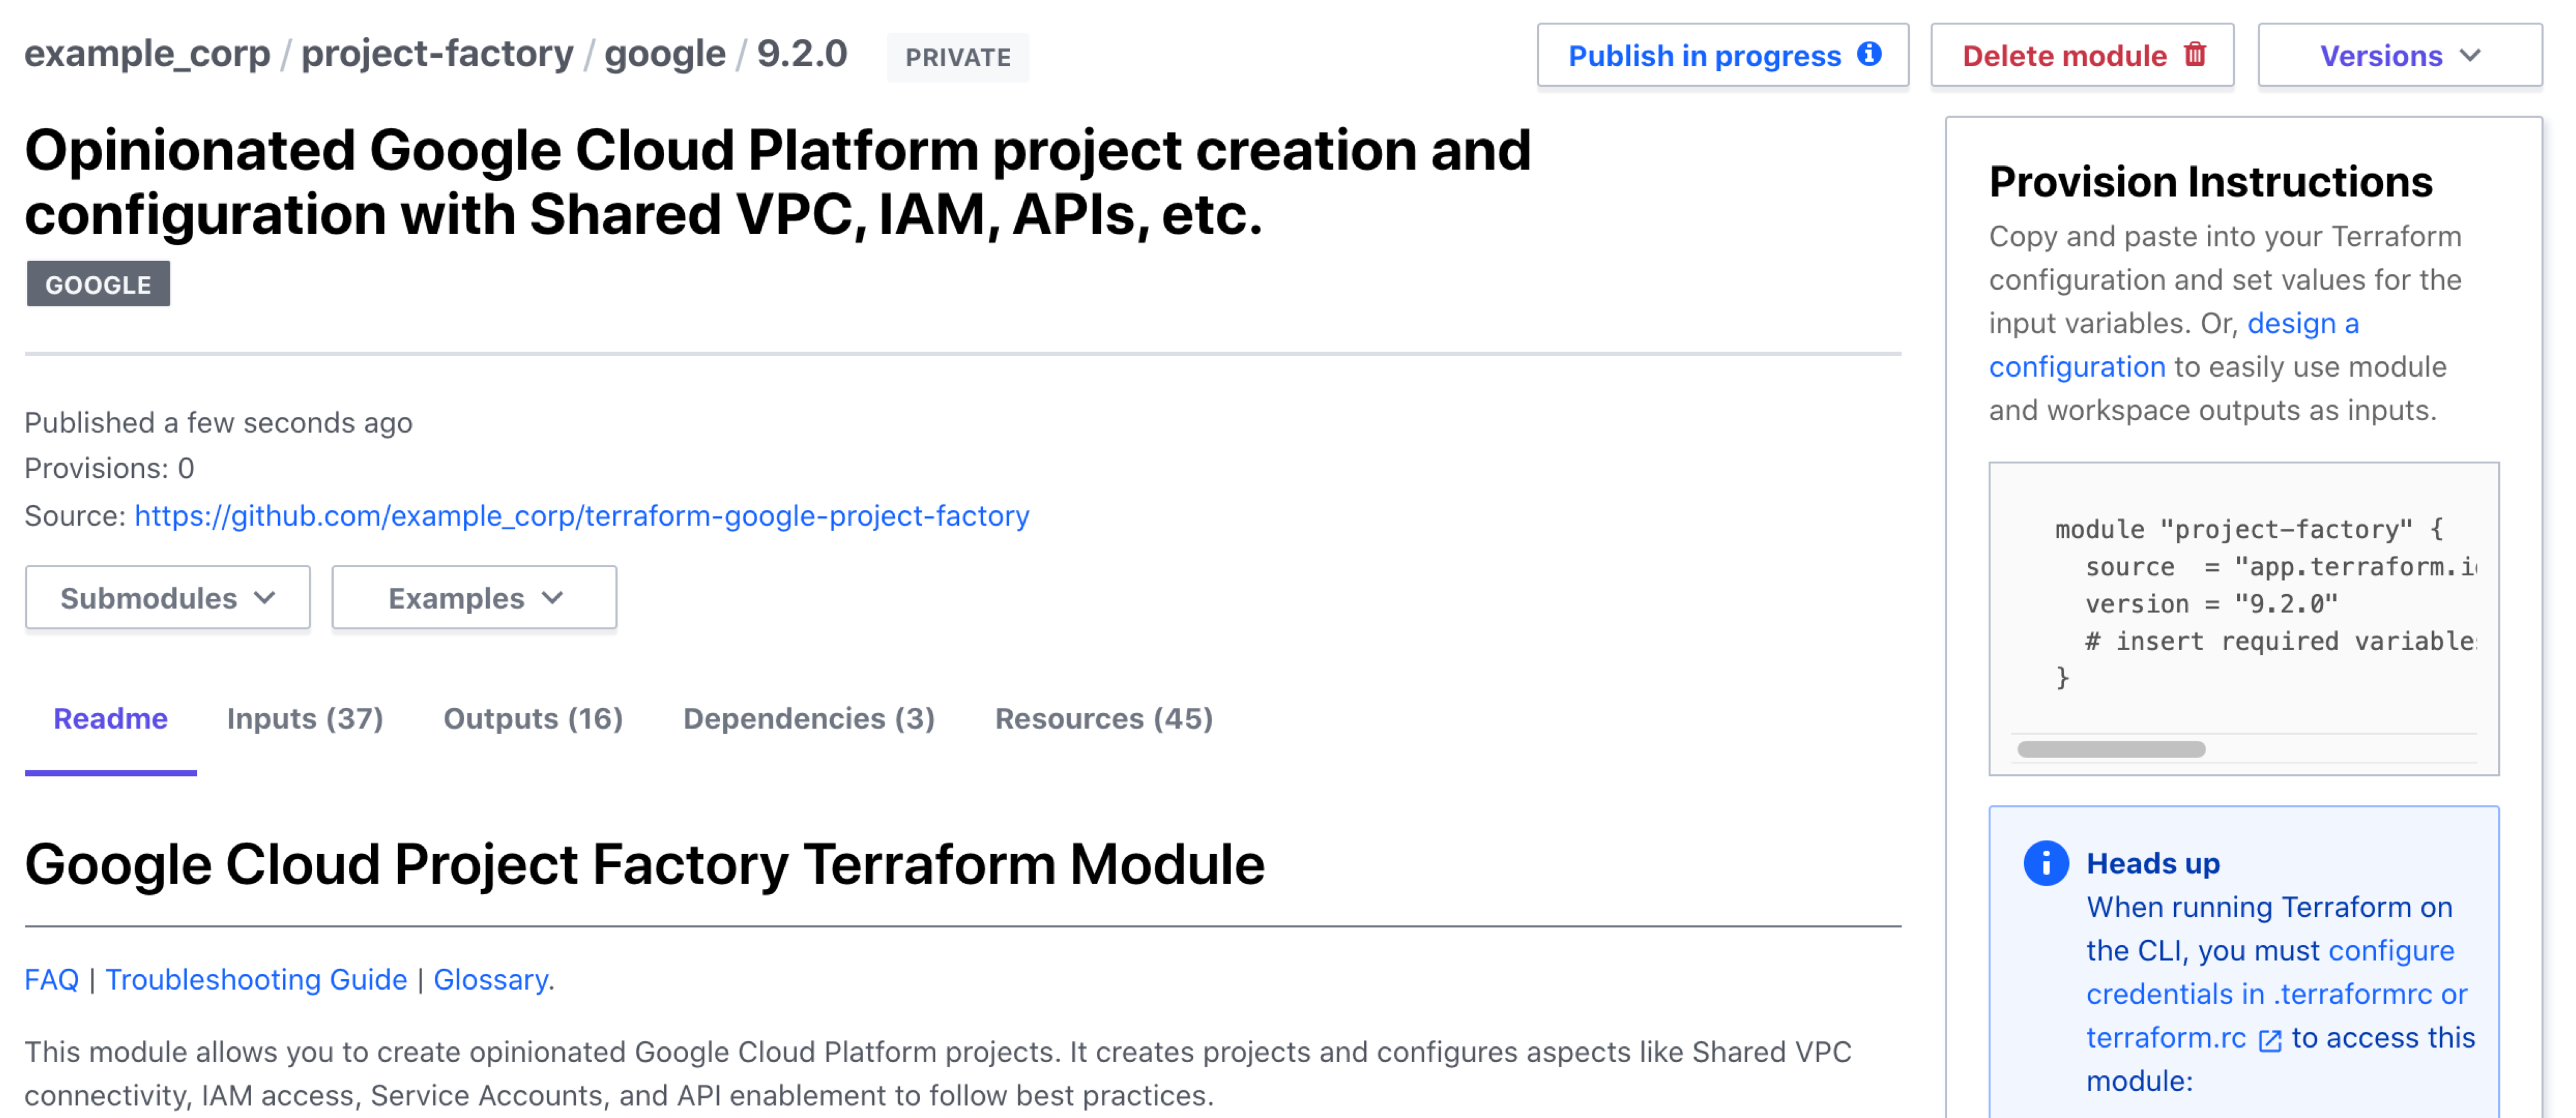 example_corp / project-factory / google / 9.2.0 PRIVATE
Publish in progress
Delete module
Versions
Opinionated Google Cloud Platform project creation and
configuration with Shared VPC, IAM, APIs, etc.
GOOGLE
Published a few seconds ago
Provisions: 0
Source: https://github.com/example_corp/terraform-google-project-factory
Submodules
Examples
Readme
Inputs (37)
Outputs (16)
Dependencies (3)
Resources (45)
Google Cloud Project Factory Terraform Module
FAQ | Troubleshooting Guide | Glossary.
This module allows you to create opinionated Google Cloud Platform projects. It creates projects and configures aspects like Shared VPC
connectivity, IAM access, Service Accounts, and API enablement to follow best practices.
Provision Instructions
Copy and paste into your Terraform
configuration and set values for the
input variables. Or, design a
configuration to easily use module
and workspace outputs as inputs.
module "project-factory" {
source = "app.terraform.i
version = "9.2.0"
# insert required variable
}
Heads up
When running Terraform on
the CLI, you must configure
credentials in .terraformrc or
terraform.rc to access this
module: